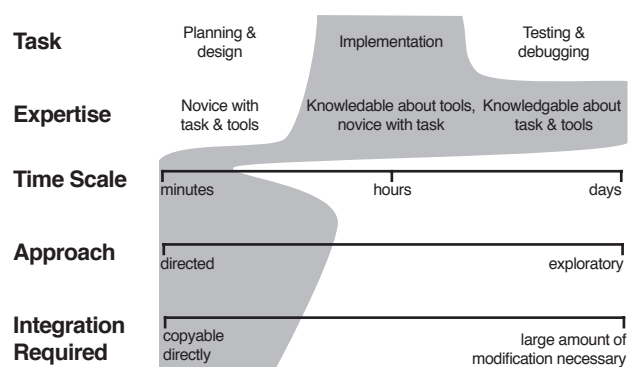 Task
Planning &
design
Implementation
Testing &
debugging
Expertise
Novice with
task & tools
Knowledable about tools,
novice with task
Knowledgable about
task & tools
Time Scale
minutes
hours
days
Approach
directed
exploratory
Integration
Required
copyable
directly
large amount of
modification necessary